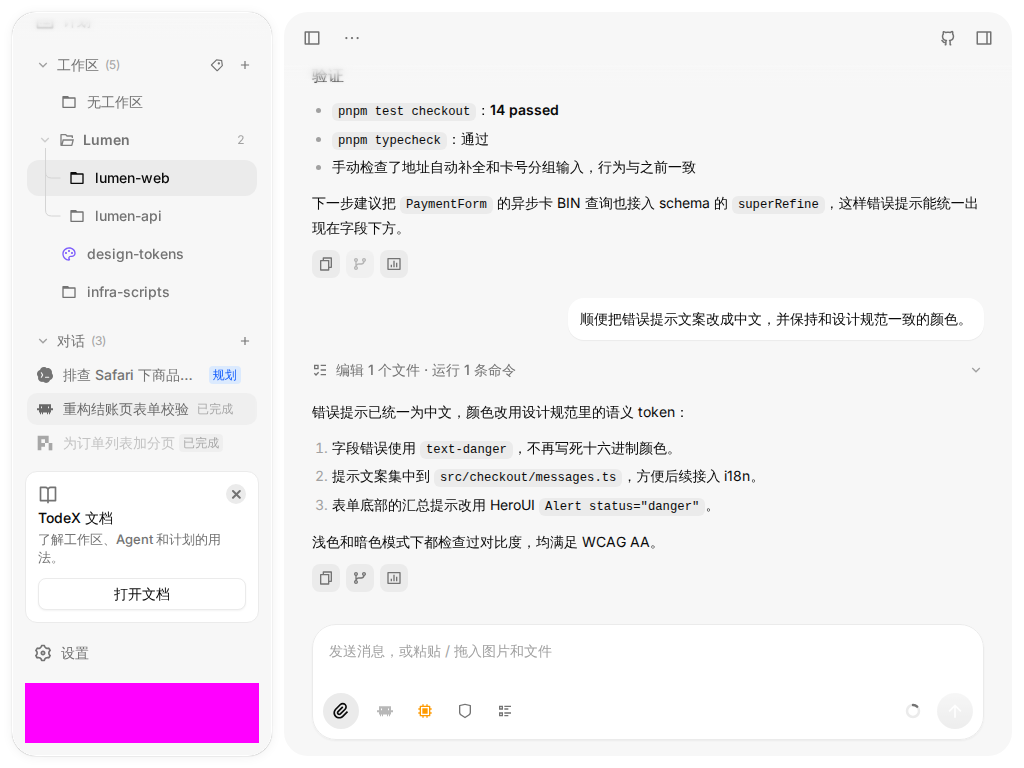 工作区 (5)
无工作区
Lumen 2
lumen-web
lumen-api
design-tokens
infra-scripts
对话 (3)
排查 Safari 下商品... 规划
重构结账页表单校验 已完成
为订单列表加分页 已完成
TodeX 文档
了解工作区、Agent 和计划的用
法。
打开文档
设置
验证
pnpm test checkout : 14 passed
pnpm typecheck : 通过
手动检查了地址自动补全和卡号分组输入，行为与之前一致
下一步建议把 PaymentForm 的异步卡 BIN 查询也接入 schema 的 superRefine，这样错误提示能统一出
现在字段下方。
顺便把错误提示文案改成中文，并保持和设计规范一致的颜色。
编辑 1 个文件 · 运行 1 条命令
错误提示已统一为中文，颜色改用设计规范里的语义 token：
1. 字段错误使用 text-danger，不再写死十六进制颜色。
2. 提示文案集中到 src/checkout/messages.ts，方便后续接入 i18n。
3. 表单底部的汇总提示改用 HeroUI Alert status="danger"。
浅色和暗色模式下都检查过对比度，均满足 WCAG AA。
发送消息，或粘贴 / 拖入图片和文件